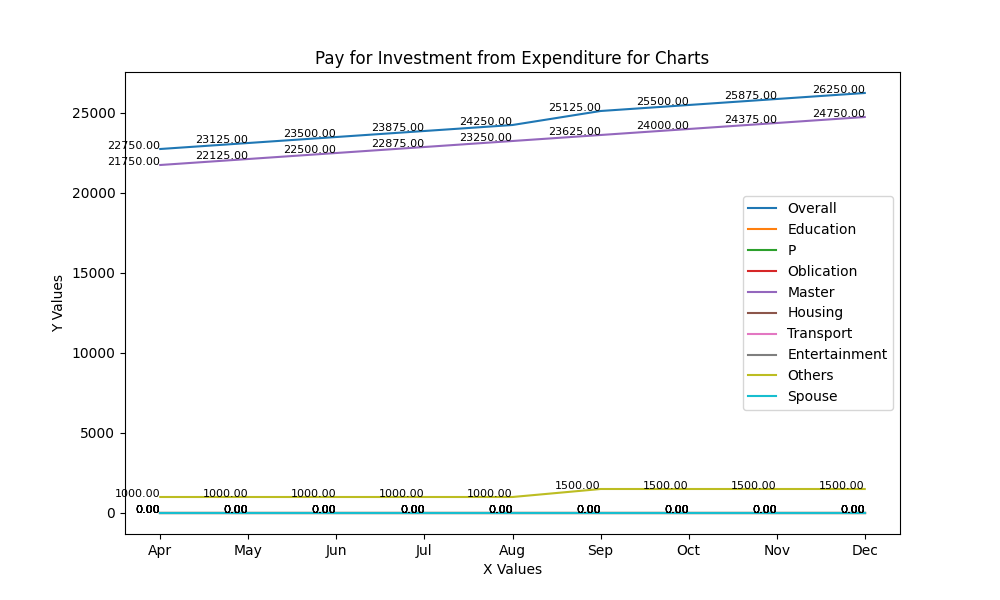 Pay for Investment from Expenditure for Charts
26250.00
25875.00
25500.00
25125.00
24250.00
23875.00
23500.00
23125.00
22750.00
24750.00
24375.00
24000.00
23625.00
23250.00
22875.00
22500.00
22125.00
21750.00
25000
20000
15000
10000
5000
0
Y Values
Overall
Education
P
Oblication
Master
Housing
Transport
Entertainment
Others
Spouse
1000.00 1000.00 1000.00 1000.00 1000.00 1500.00 1500.00 1500.00 1500.00
0.00 0.00 0.00 0.00 0.00 0.00 0.00 0.00 0.00
Apr May Jun Jul Aug Sep Oct Nov Dec
X Values